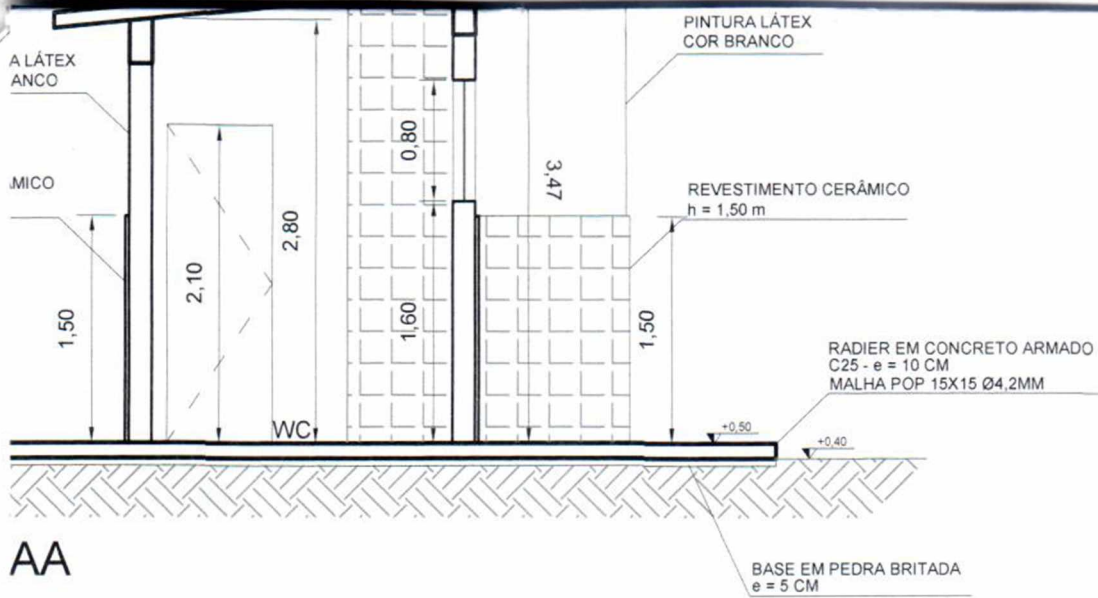 PINTURA LÁTEX
COR BRANCO
A LÁTEX
ANCO
0,80
3,47
MICO
REVESTIMENTO CERÂMICO
h = 1,50 m
2,80
2,10
1,50
1,60
1,50
RADIER EM CONCRETO ARMADO
C25 - e = 10 CM
MALHA POP 15X15 Ø4,2MM
WC
+0,50
+0,40
AA
BASE EM PEDRA BRITADA
e = 5 CM